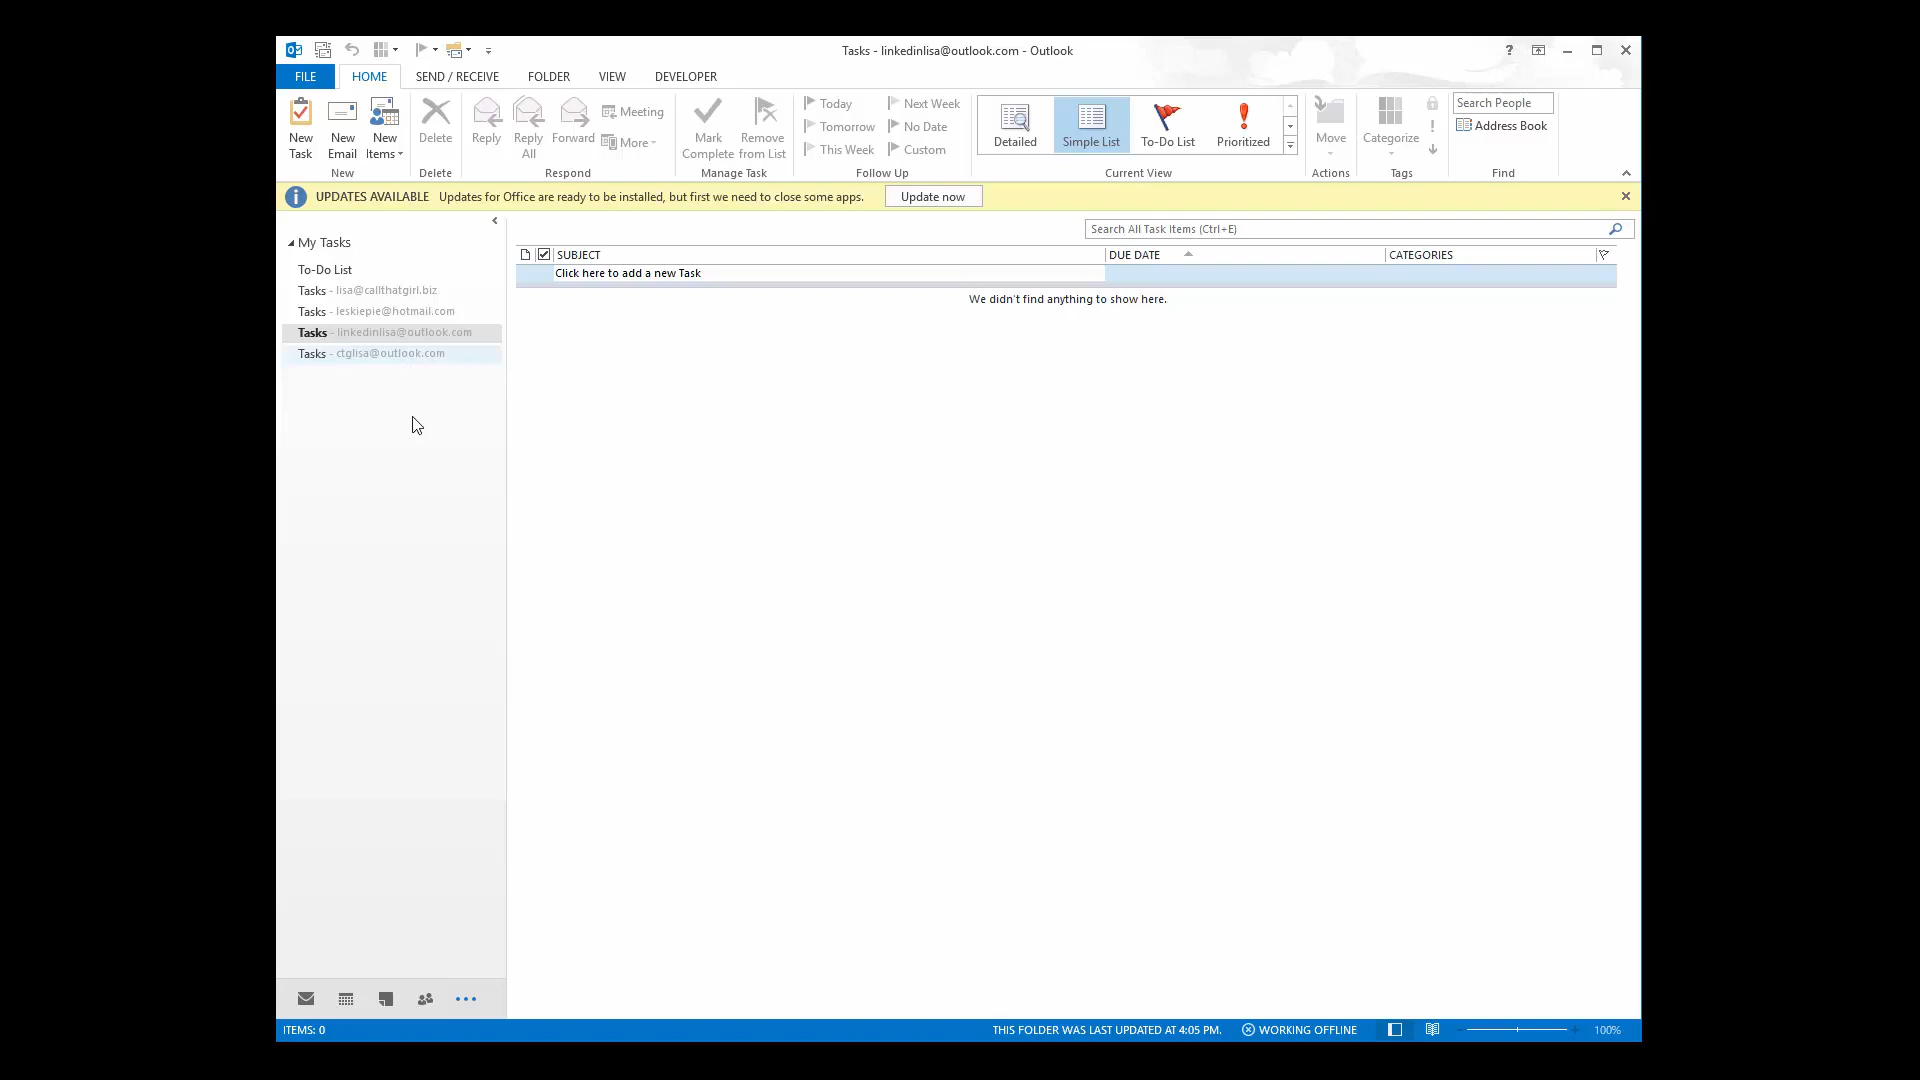 Tasks - linkedinlisa@outlook.com - Outlook
FILE HOME SEND / RECEIVE FOLDER VIEW DEVELOPER
New Task
New Email
New Items
New
Delete
Delete
Reply
Reply All
Forward
Meeting
More
Respond
Mark Complete
Remove from List
Manage Task
Today
Tomorrow
This Week
Next Week
No Date
Custom
Follow Up
Detailed
Simple List
To-Do List
Prioritized
Current View
Move
Actions
Categorize
Tags
Search People
Address Book
Find
UPDATES AVAILABLE Updates for Office are ready to be installed, but first we need to close some apps. Update now
My Tasks
To-Do List
Tasks - lisa@callthatgirl.biz
Tasks - leskiepie@hotmail.com
Tasks - linkedinlisa@outlook.com
Tasks - ctglisa@outlook.com
Search All Task Items (Ctrl+E)
SUBJECT DUE DATE CATEGORIES
Click here to add a new Task
We didn't find anything to show here.
ITEMS: 0
THIS FOLDER WAS LAST UPDATED AT 4:05 PM. WORKING OFFLINE 100%